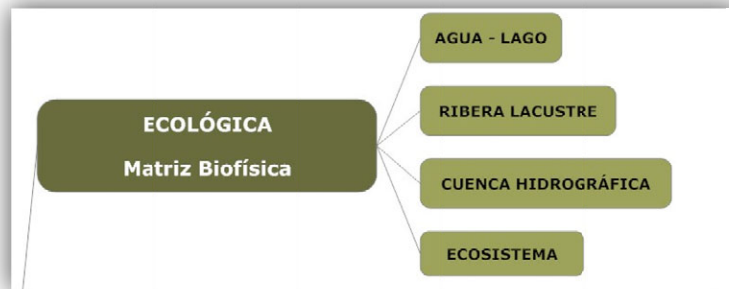 ECOLÓGICA
Matriz Biofísica
AGUA - LAGO
RIBERA LACUSTRE
CUENCA HIDROGRÁFICA
ECOSISTEMA